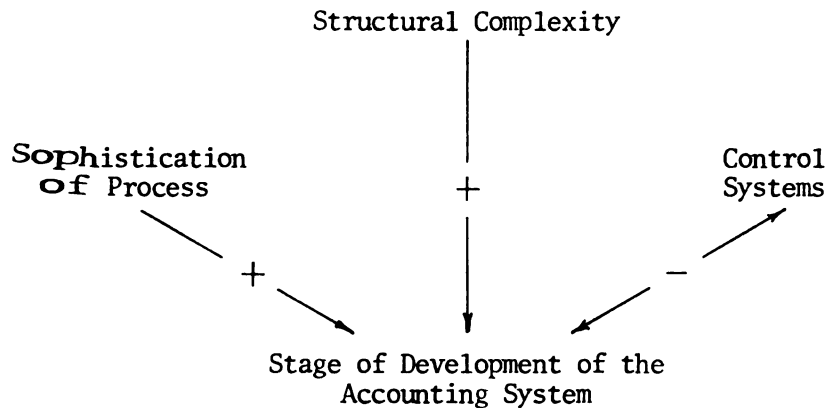 Structural Complexity
Sophistication
of Process
Control
Systems
+
+
−
Stage of Development of the
Accounting System